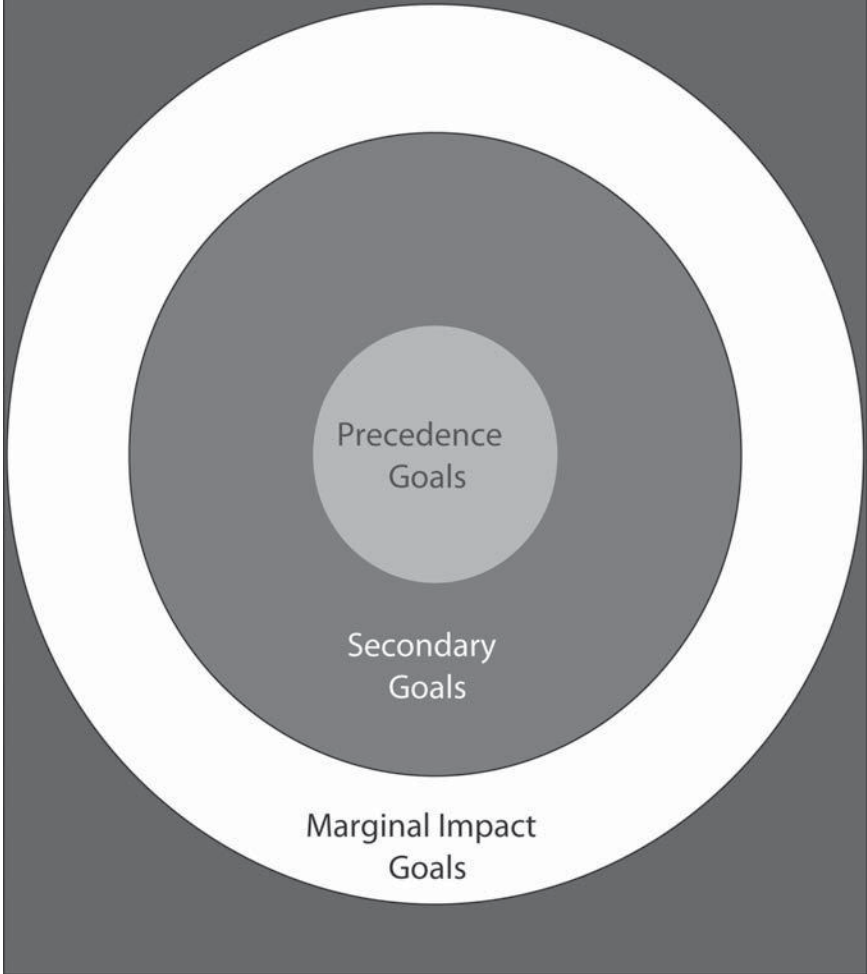 Precedence
Goals
Secondary
Goals
Marginal Impact
Goals